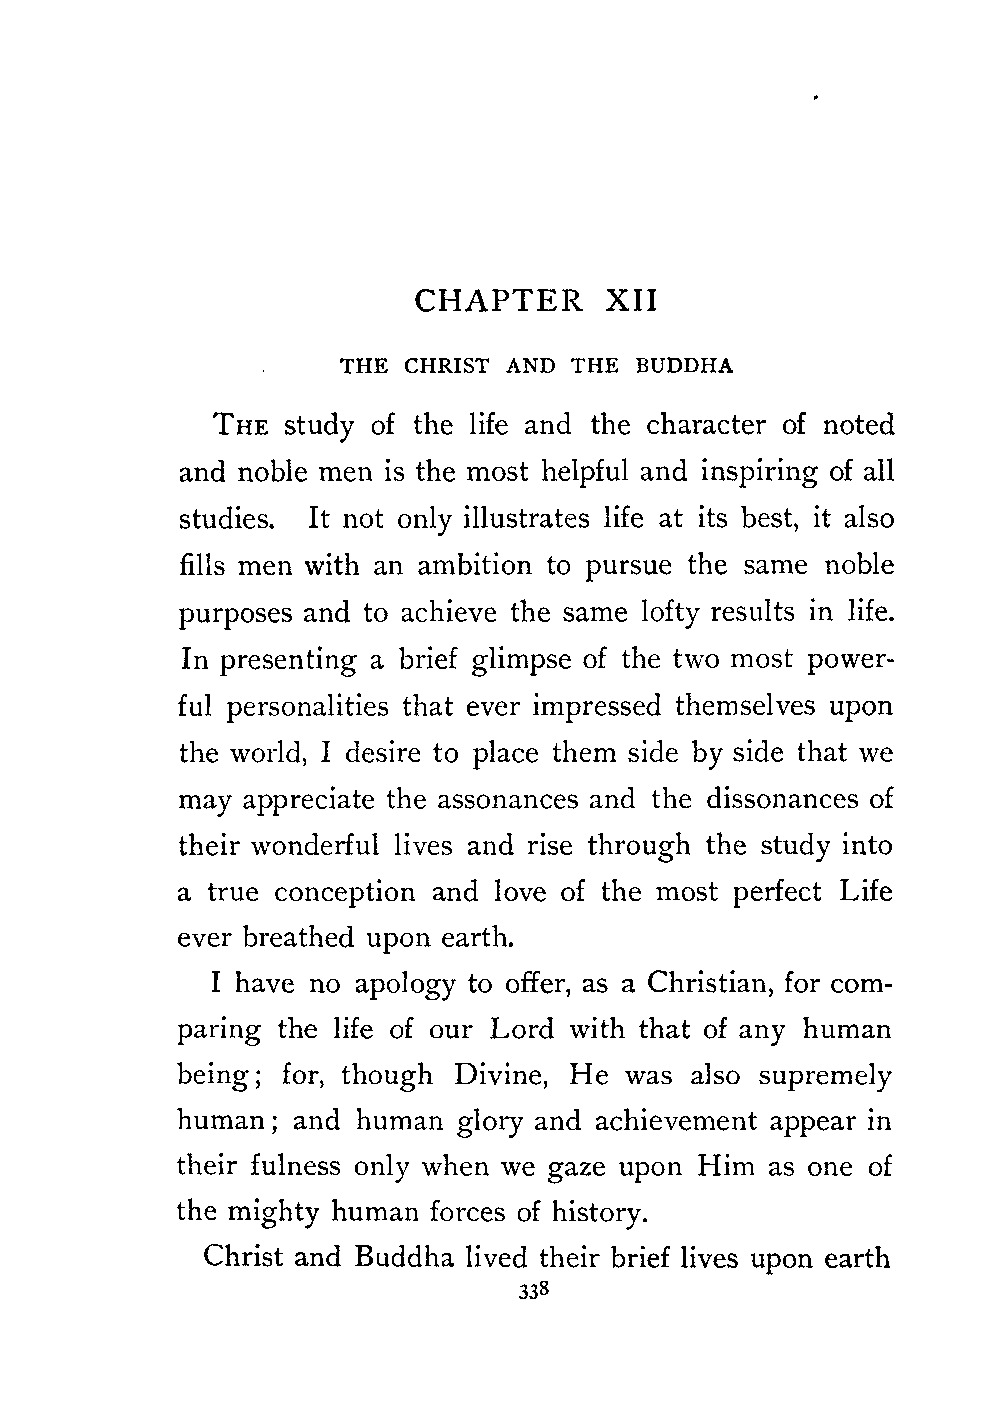 CHAPTER XII
THE CHRIST AND THE BUDDHA
THE study of the life and the character of noted
and noble men is the most helpful and inspiring of all
studies. It not only illustrates life at its best, it also
fills men with an ambition to pursue the same noble
purposes and to achieve the same lofty results in life.
In presenting a brief glimpse of the two most power-
ful personalities that ever impressed themselves upon
the world, I desire to place them side by side that we
may appreciate the assonances and the dissonances of
their wonderful lives and rise through the study into
a true conception and love of the most perfect Life
ever breathed upon earth.
I have no apology to offer, as a Christian, for com-
paring the life of our Lord with that of any human
being; for, though Divine, He was also supremely
human; and human glory and achievement appear in
their fulness only when we gaze upon Him as one of
the mighty human forces of history.
Christ and Buddha lived their brief lives upon earth
338